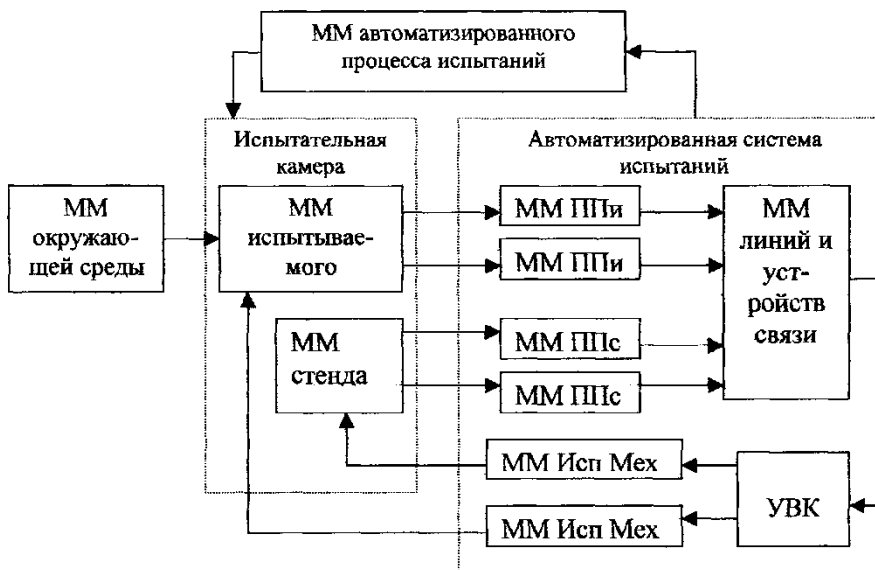 ММ автоматизированного
процесса испытаний
Испытательная
камера
Автоматизированная система
испытаний
ММ
окружаю-
щей среды
ММ
испытывае-
мого
ММ ППи
ММ ППи
ММ
линий и
уст-
ройств
связи
ММ
стенда
ММ ППс
ММ ППс
ММ Исп Мех
ММ Исп Мех
УВК